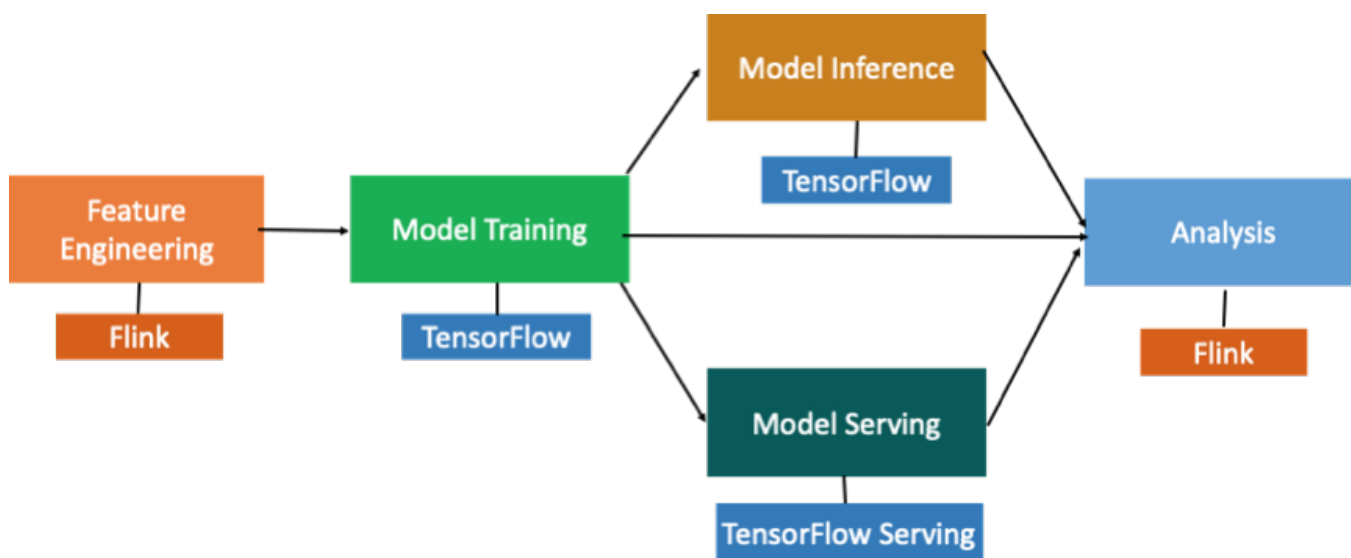 Feature
Engineering
Flink
Model Training
TensorFlow
Model Inference
TensorFlow
Model Serving
TensorFlow Serving
Analysis
Flink